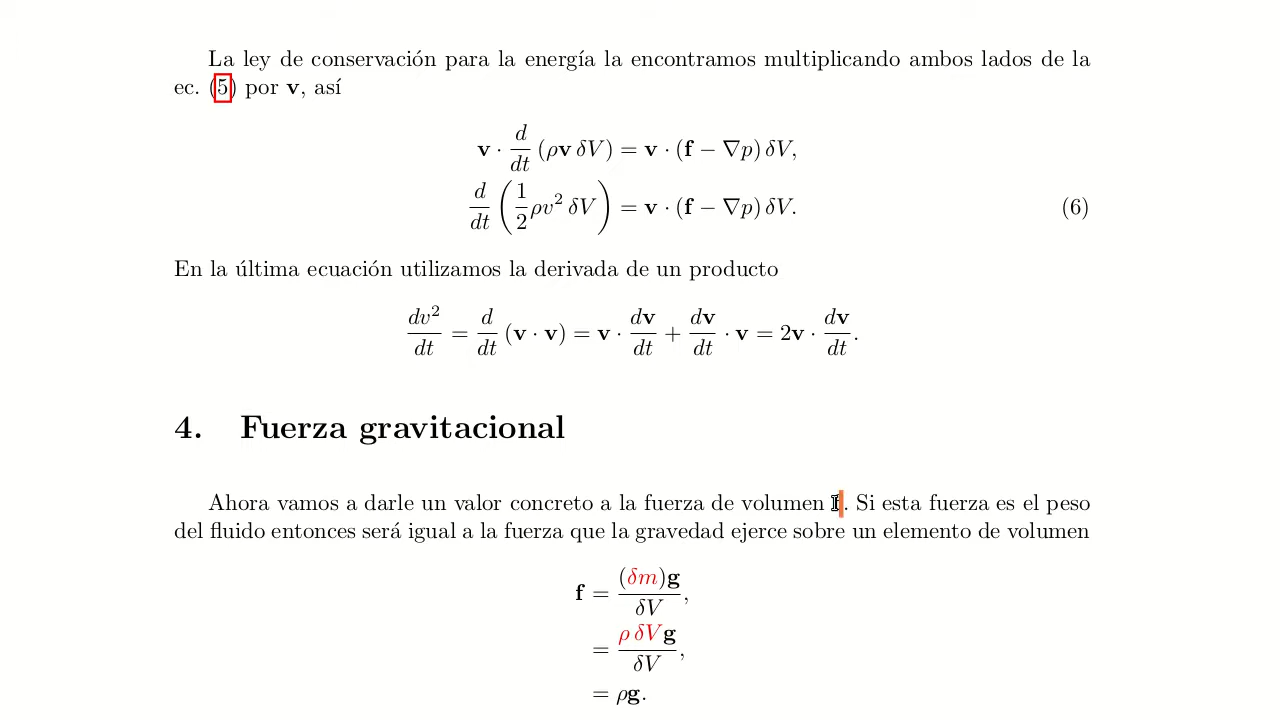 La ley de conservación para la energía la encontramos multiplicando ambos lados de la
ec. (5) por v, así
v · d/dt (ρv δV) = v · (f − ∇p) δV,
d/dt (1/2 ρv² δV) = v · (f − ∇p) δV. (6)
En la última ecuación utilizamos la derivada de un producto
dv²/dt = d/dt (v · v) = v · dv/dt + dv/dt · v = 2v · dv/dt.
4. Fuerza gravitacional
Ahora vamos a darle un valor concreto a la fuerza de volumen f. Si esta fuerza es el peso
del fluido entonces será igual a la fuerza que la gravedad ejerce sobre un elemento de volumen
f = (δm)g/δV,
= ρ δV g/δV,
= ρg.